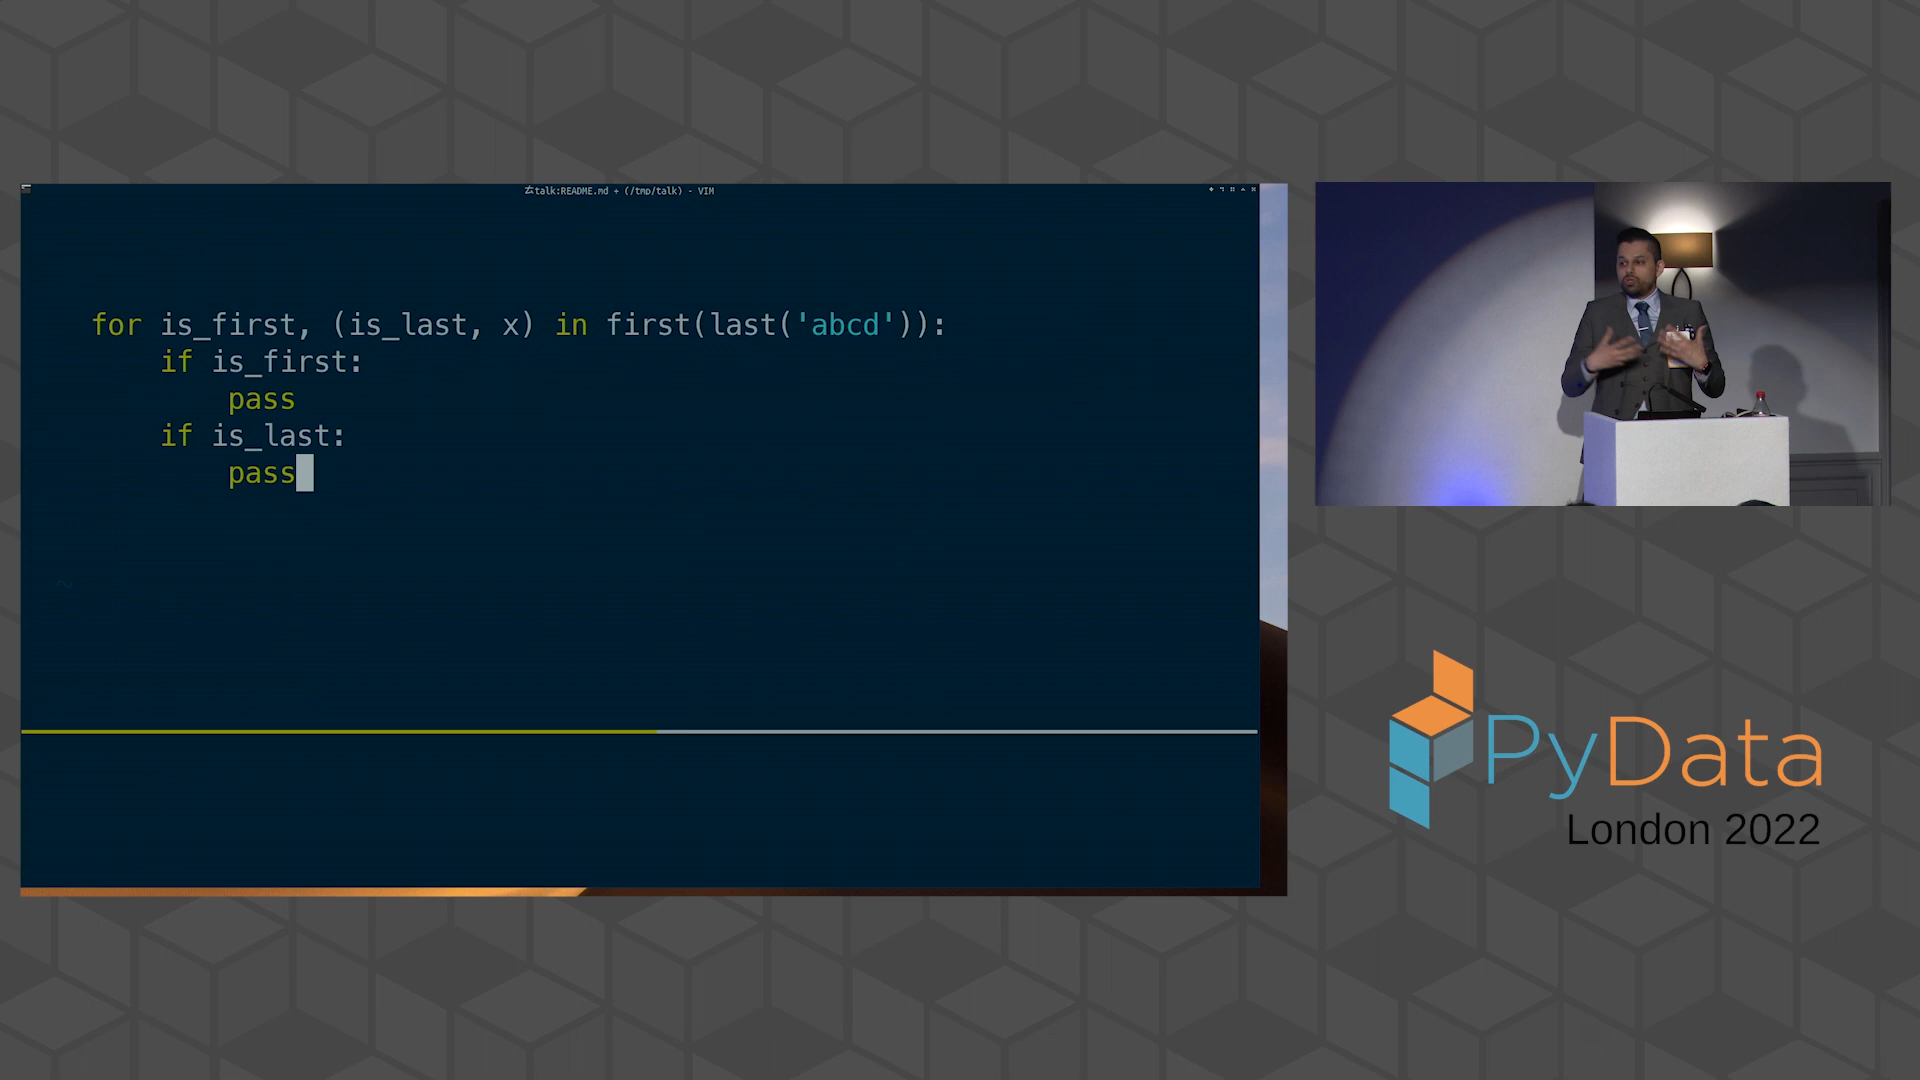 talk:README.md + (/tmp/talk) - VIM
for is_first, (is_last, x) in first(last('abcd')):
    if is_first:
        pass
    if is_last:
        pass
~
PyData
London 2022